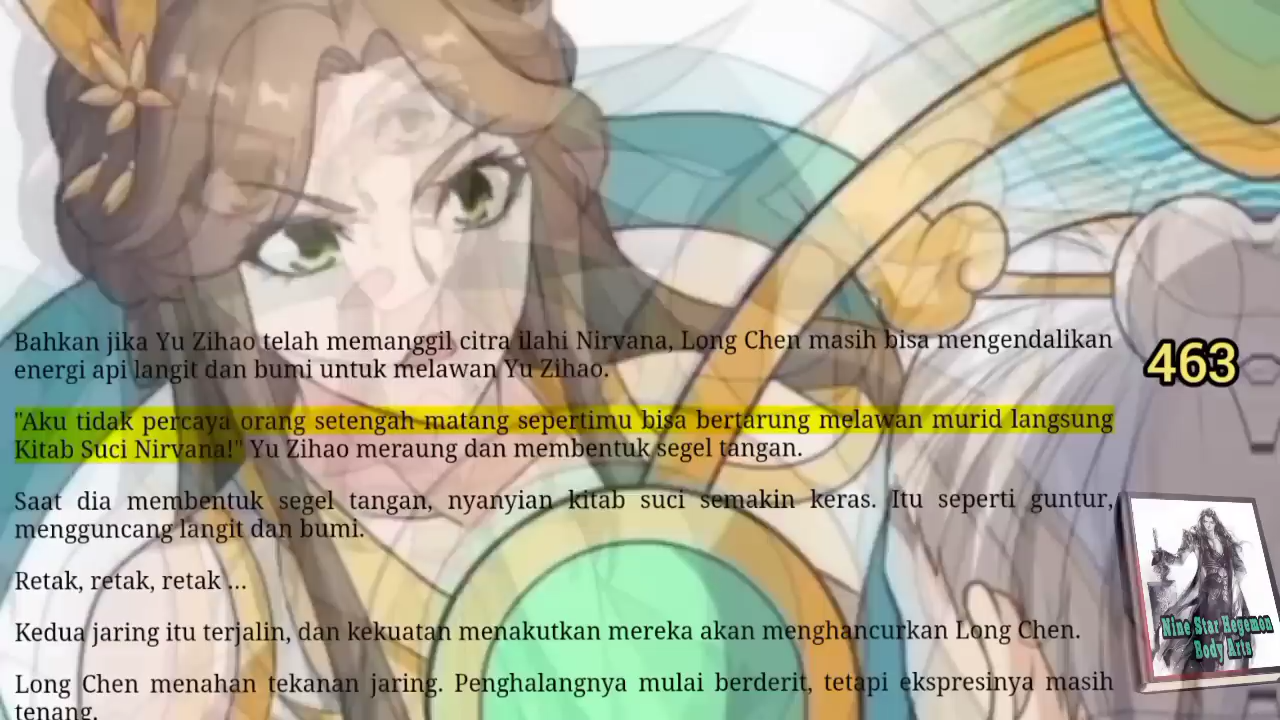 Bahkan jika Yu Zihao telah memanggil citra ilahi Nirvana, Long Chen masih bisa mengendalikan
energi api langit dan bumi untuk melawan Yu Zihao.
"Aku tidak percaya orang setengah matang sepertimu bisa bertarung melawan murid langsung
Kitab Suci Nirvana!" Yu Zihao meraung dan membentuk segel tangan.
Saat dia membentuk segel tangan, nyanyian kitab suci semakin keras. Itu seperti guntur,
mengguncang langit dan bumi.
Retak, retak, retak ...
Kedua jaring itu terjalin, dan kekuatan menakutkan mereka akan menghancurkan Long Chen.
Long Chen menahan tekanan jaring. Penghalangnya mulai berderit, tetapi ekspresinya masih
tenang.
463
Nine Star Hegemon
Body Arts